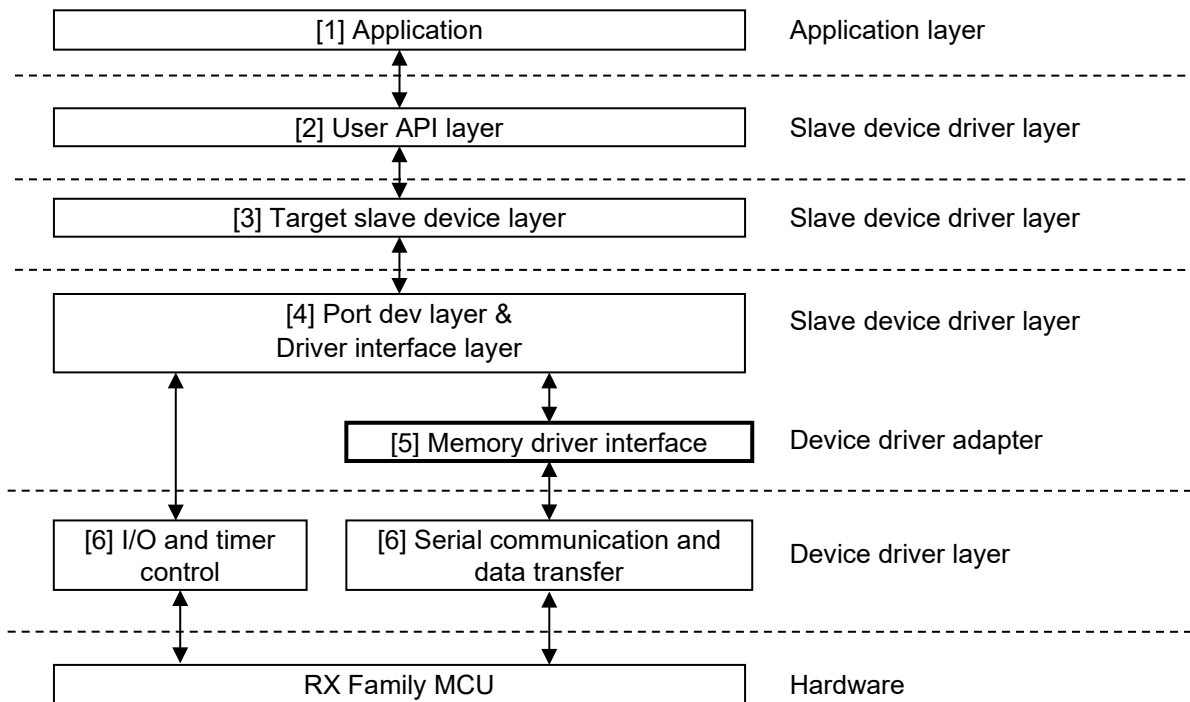 [1] Application
Application layer
[2] User API layer
Slave device driver layer
[3] Target slave device layer
Slave device driver layer
[4] Port dev layer &
Driver interface layer
Slave device driver layer
[5] Memory driver interface
Device driver adapter
[6] I/O and timer
control
[6] Serial communication and
data transfer
Device driver layer
RX Family MCU
Hardware